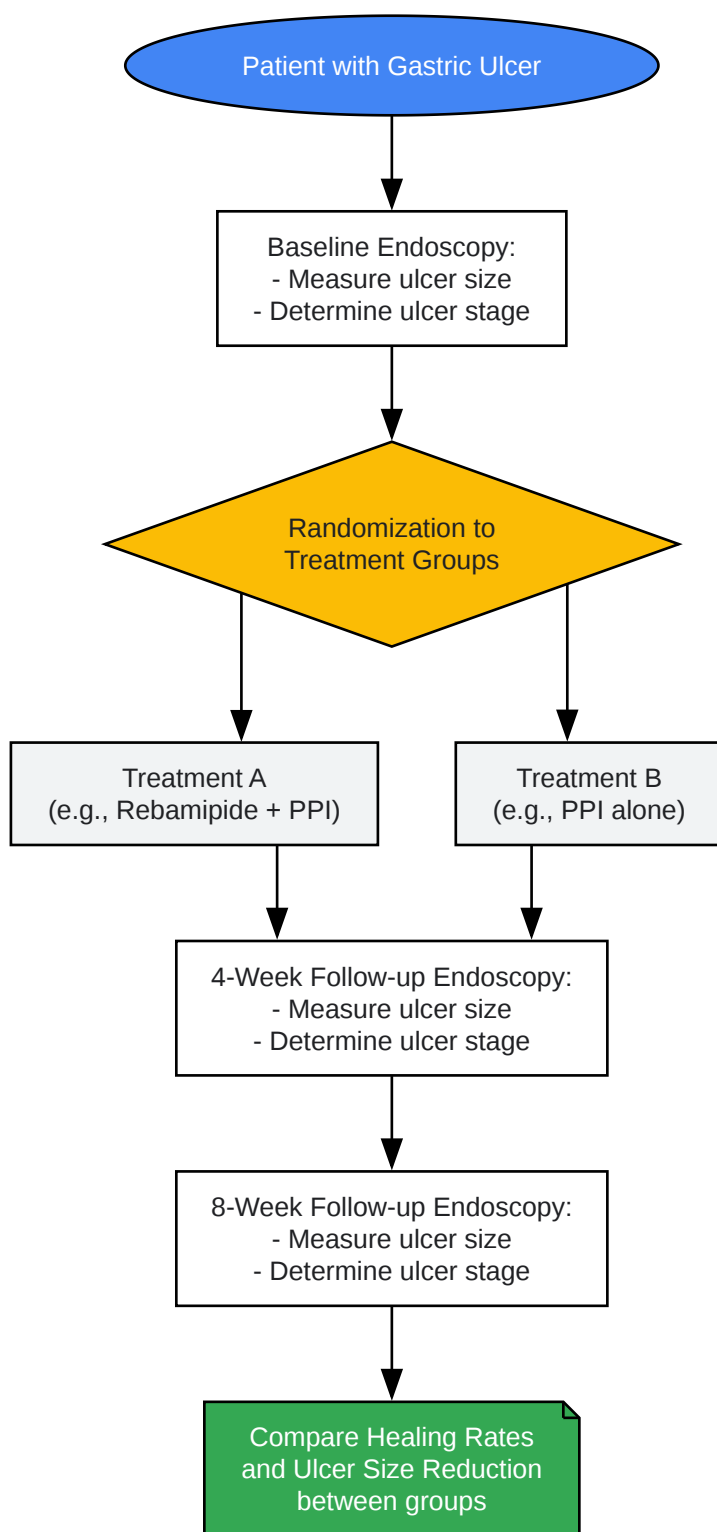 Patient with Gastric Ulcer
Baseline Endoscopy:
- Measure ulcer size
- Determine ulcer stage
Randomization to
Treatment Groups
Treatment A
(e.g., Rebamipide + PPI)
Treatment B
(e.g., PPI alone)
4-Week Follow-up Endoscopy:
- Measure ulcer size
- Determine ulcer stage
8-Week Follow-up Endoscopy:
- Measure ulcer size
- Determine ulcer stage
Compare Healing Rates
and Ulcer Size Reduction
between groups